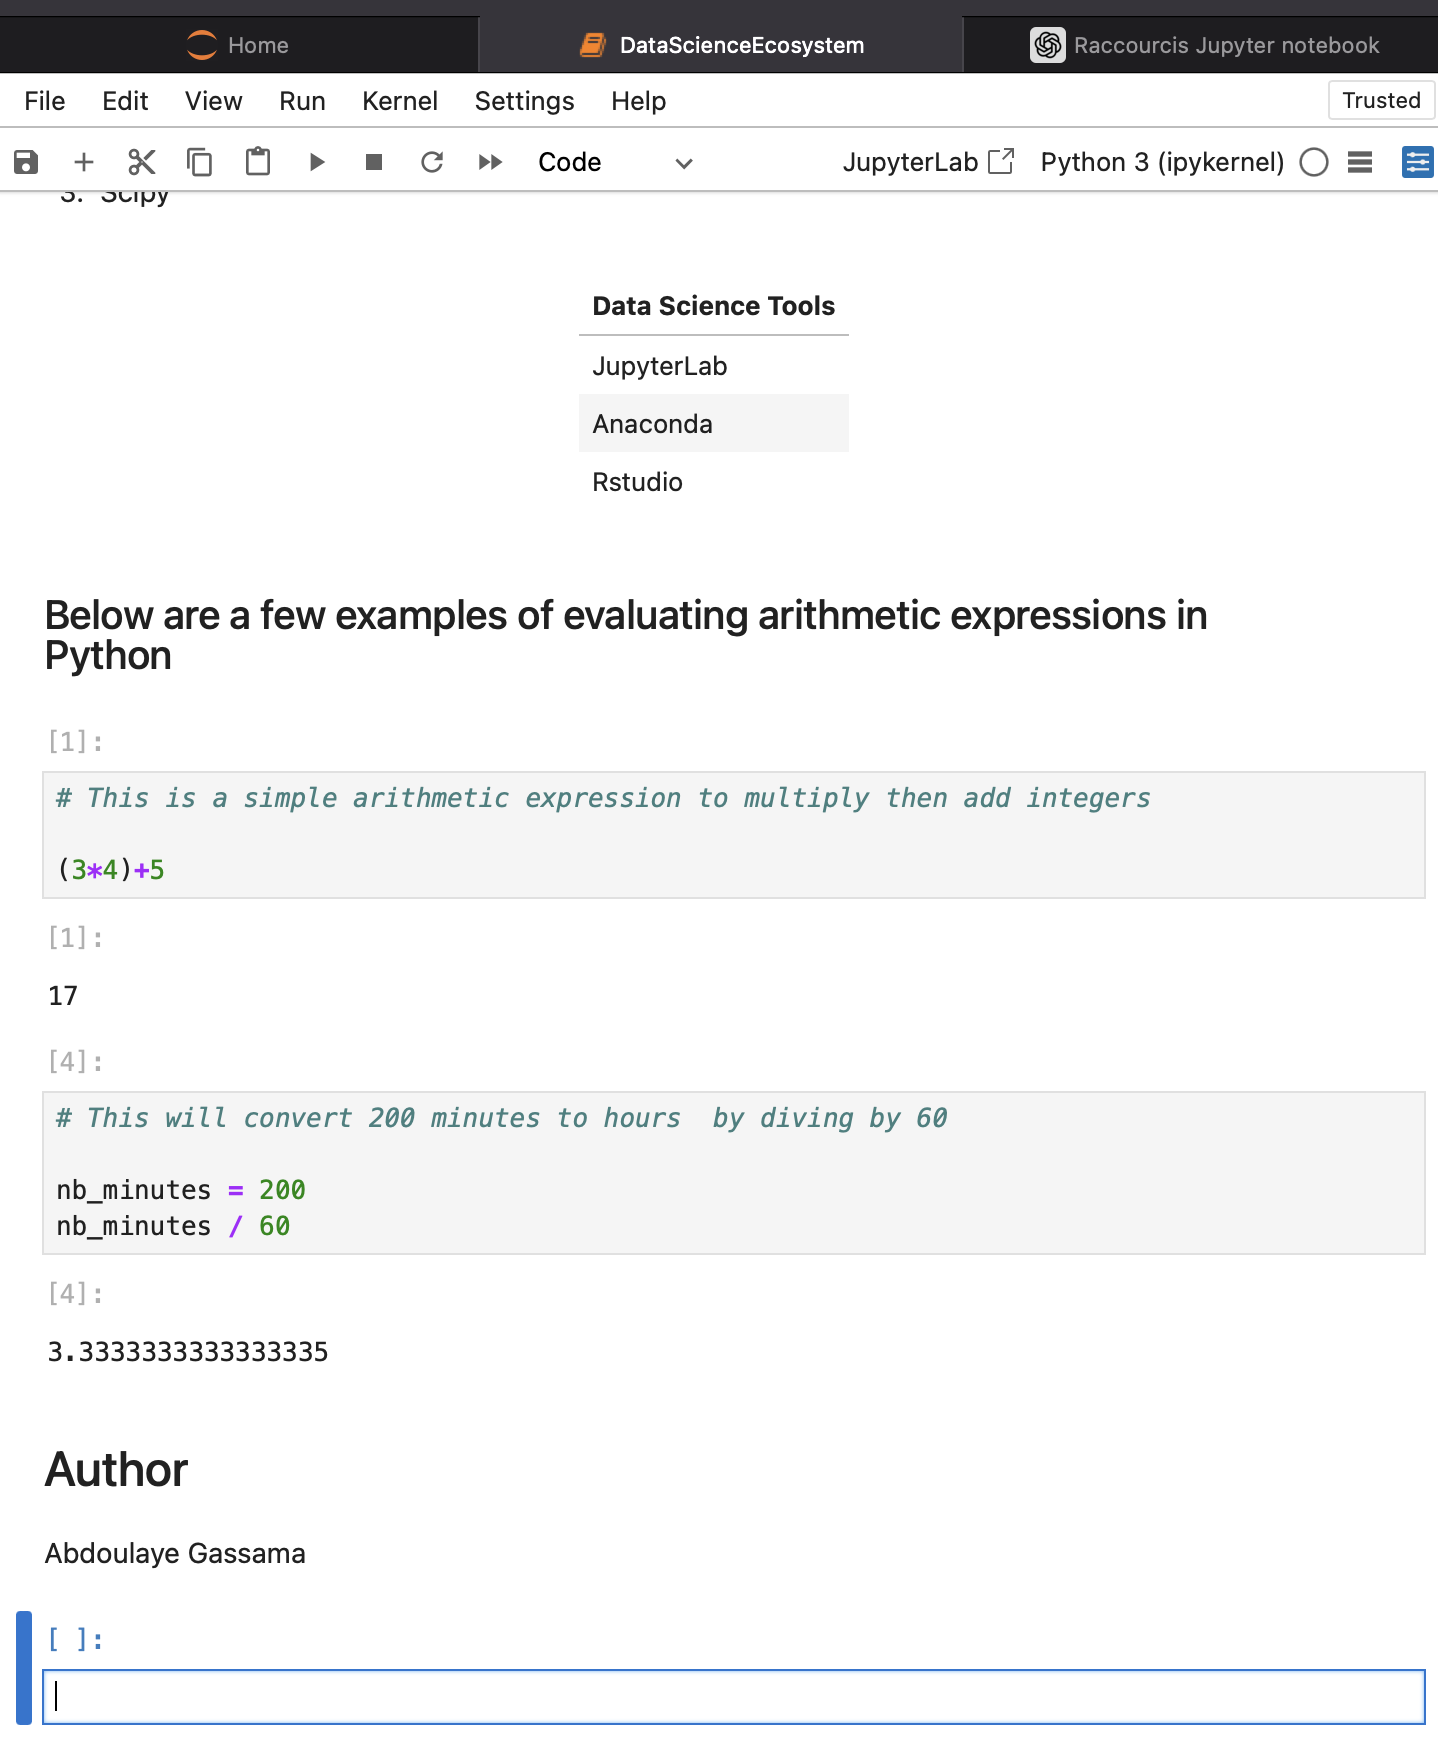 Home
DataScienceEcosystem
Raccourcis Jupyter notebook
File Edit View Run Kernel Settings Help
Trusted
Code
JupyterLab
Python 3 (ipykernel)
3. Scipy
Data Science Tools
JupyterLab
Anaconda
Rstudio
Below are a few examples of evaluating arithmetic expressions in
Python
[1]:
# This is a simple arithmetic expression to multiply then add integers
(3*4)+5
[1]:
17
[4]:
# This will convert 200 minutes to hours  by diving by 60
nb_minutes = 200
nb_minutes / 60
[4]:
3.3333333333333335
Author
Abdoulaye Gassama
[ ]: